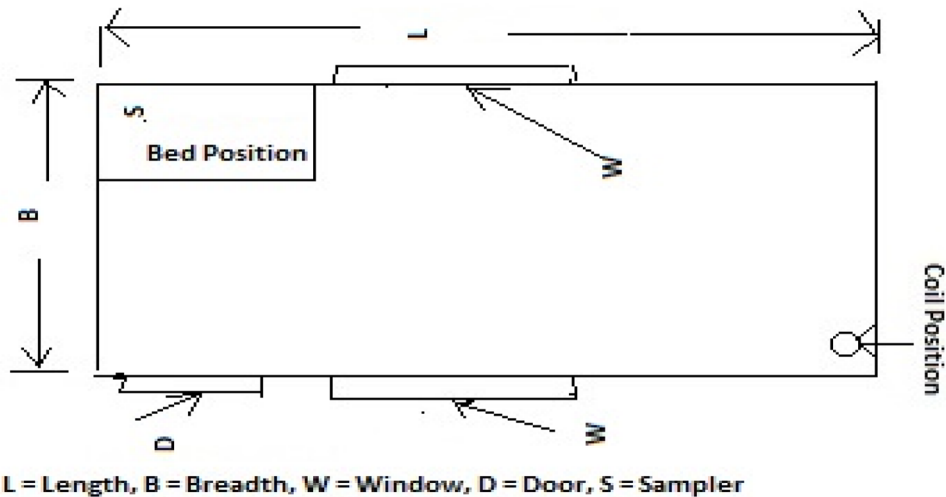 L
S
Bed Position
W
B
Coil Position
D
W
L = Length, B = Breadth, W = Window, D = Door, S = Sampler